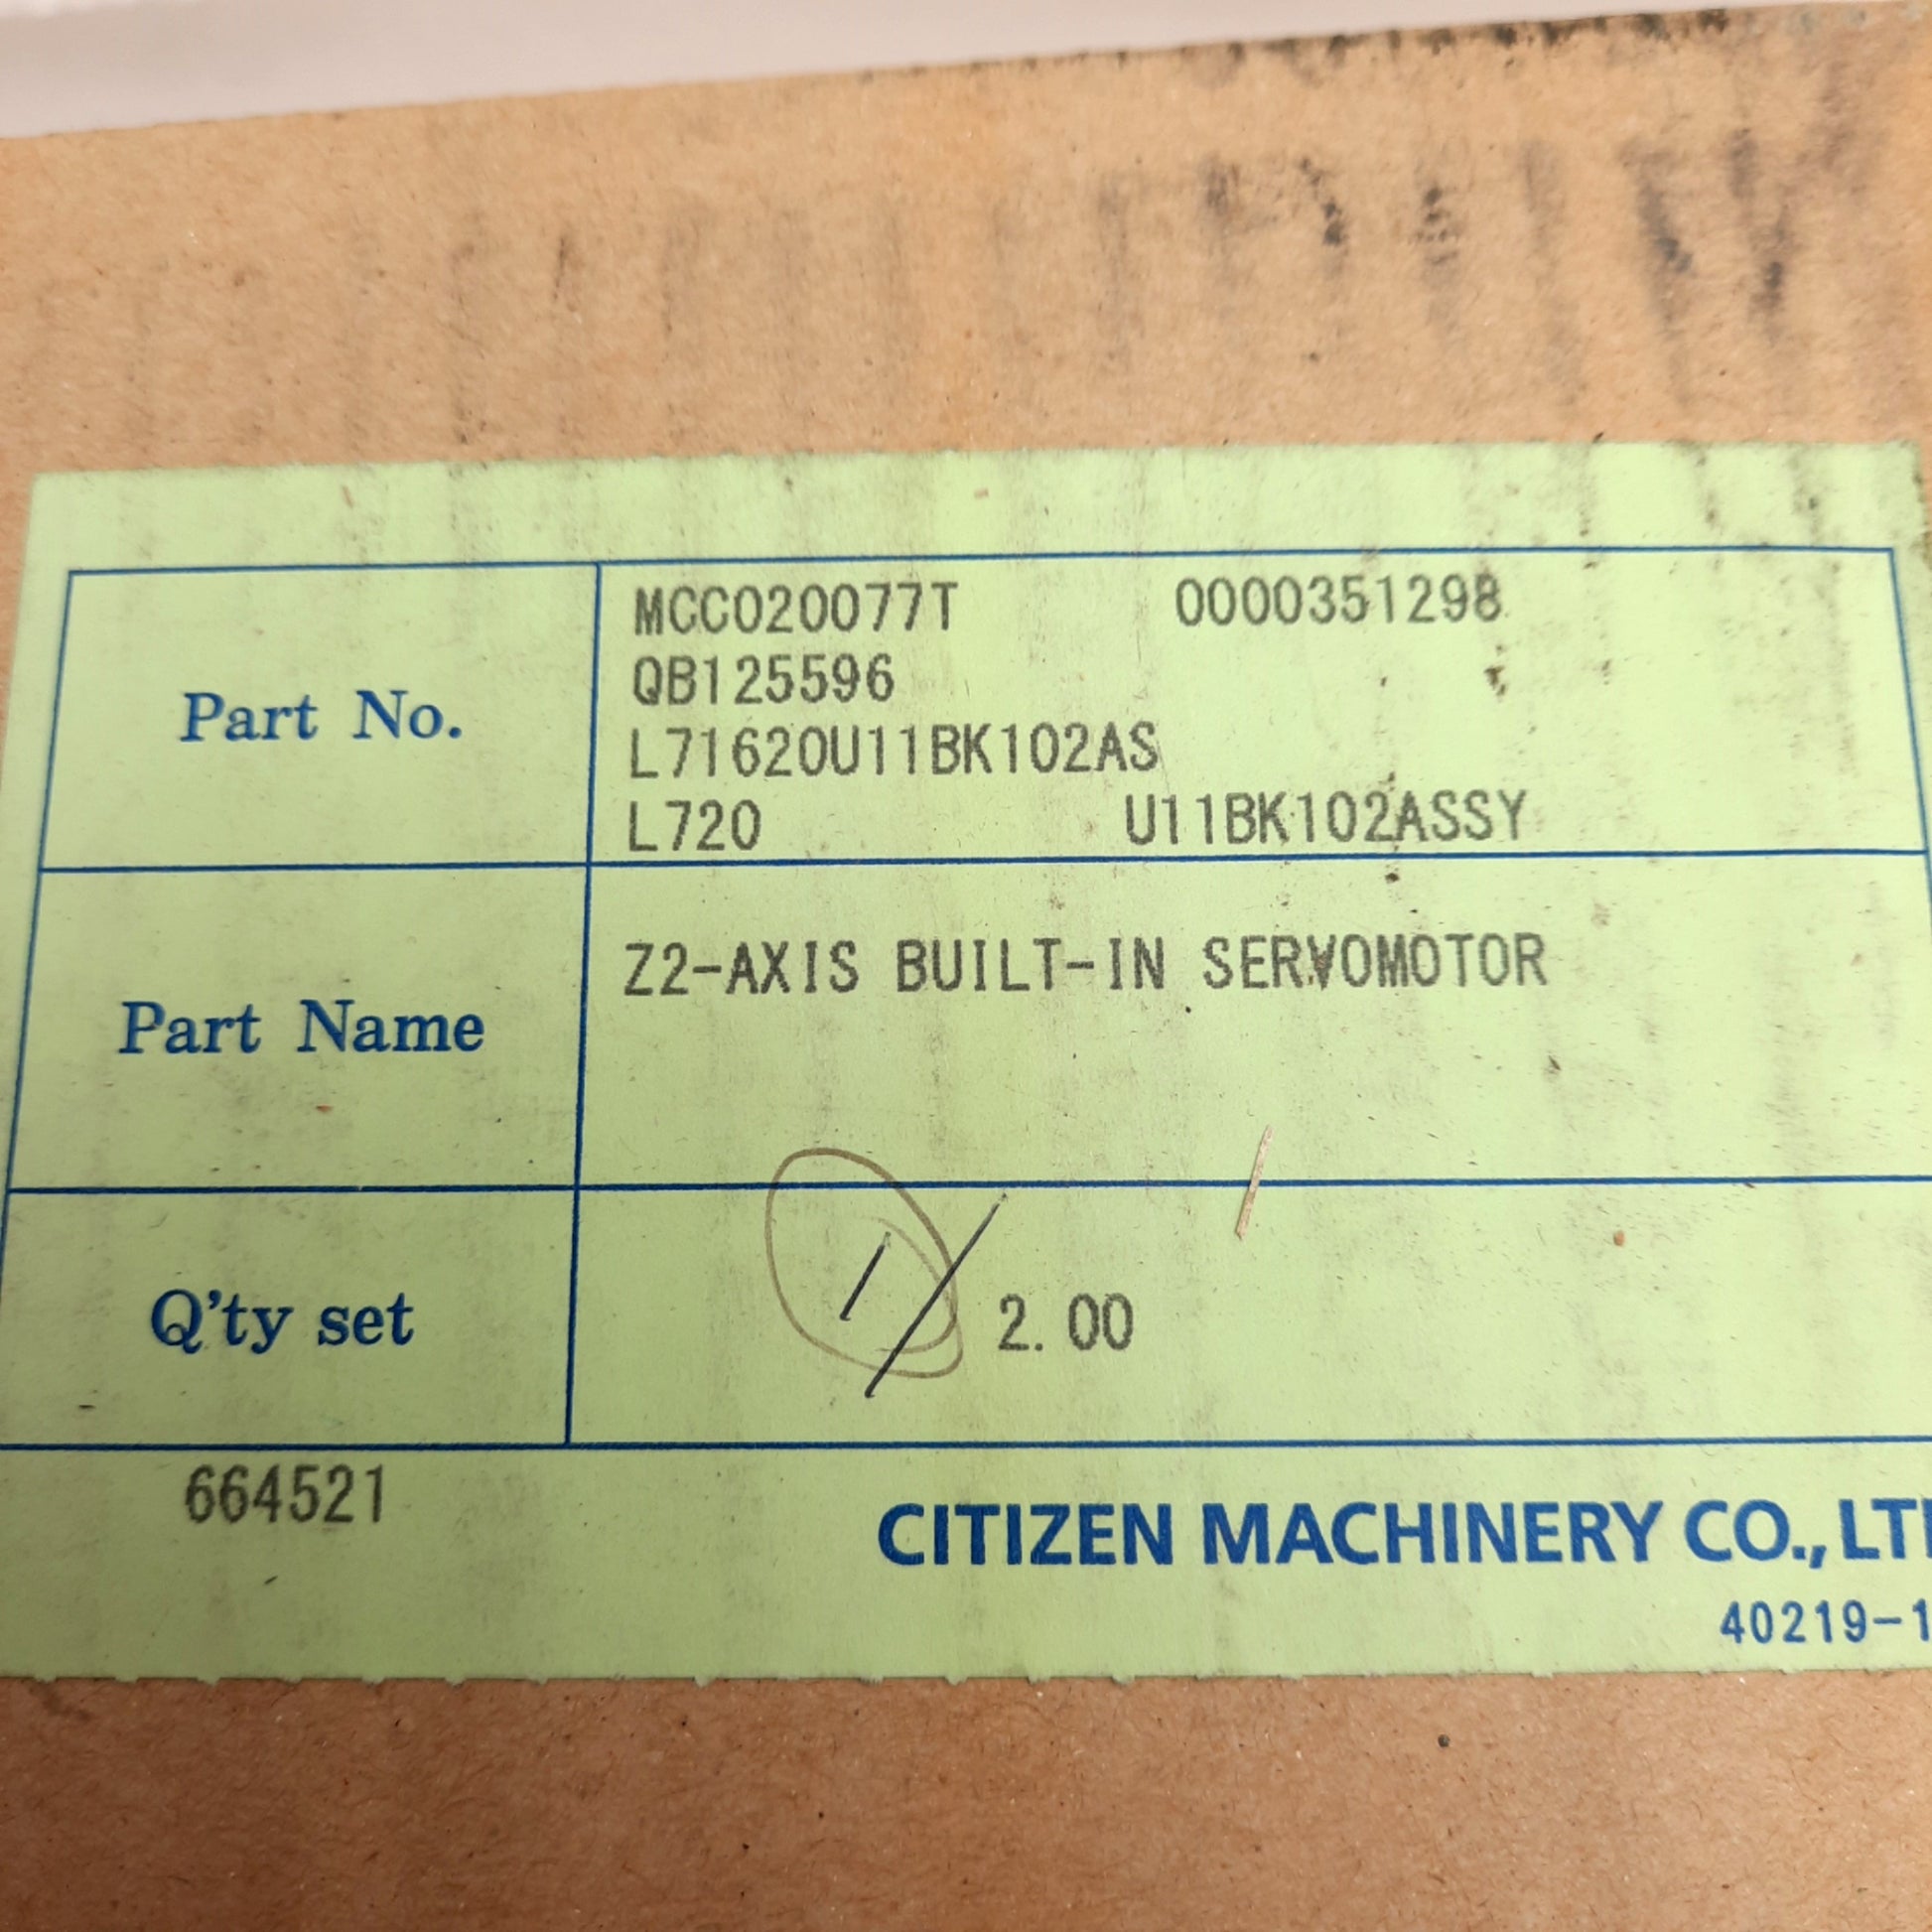 Part No.
MCC020077T 0000351298
QB125596
L71620U11BK102AS
L720 U11BK102ASSY
Part Name
Z2-AXIS BUILT-IN SERVOMOTOR
Q'ty set
1/2.00
664521
CITIZEN MACHINERY CO., LT
40219-1